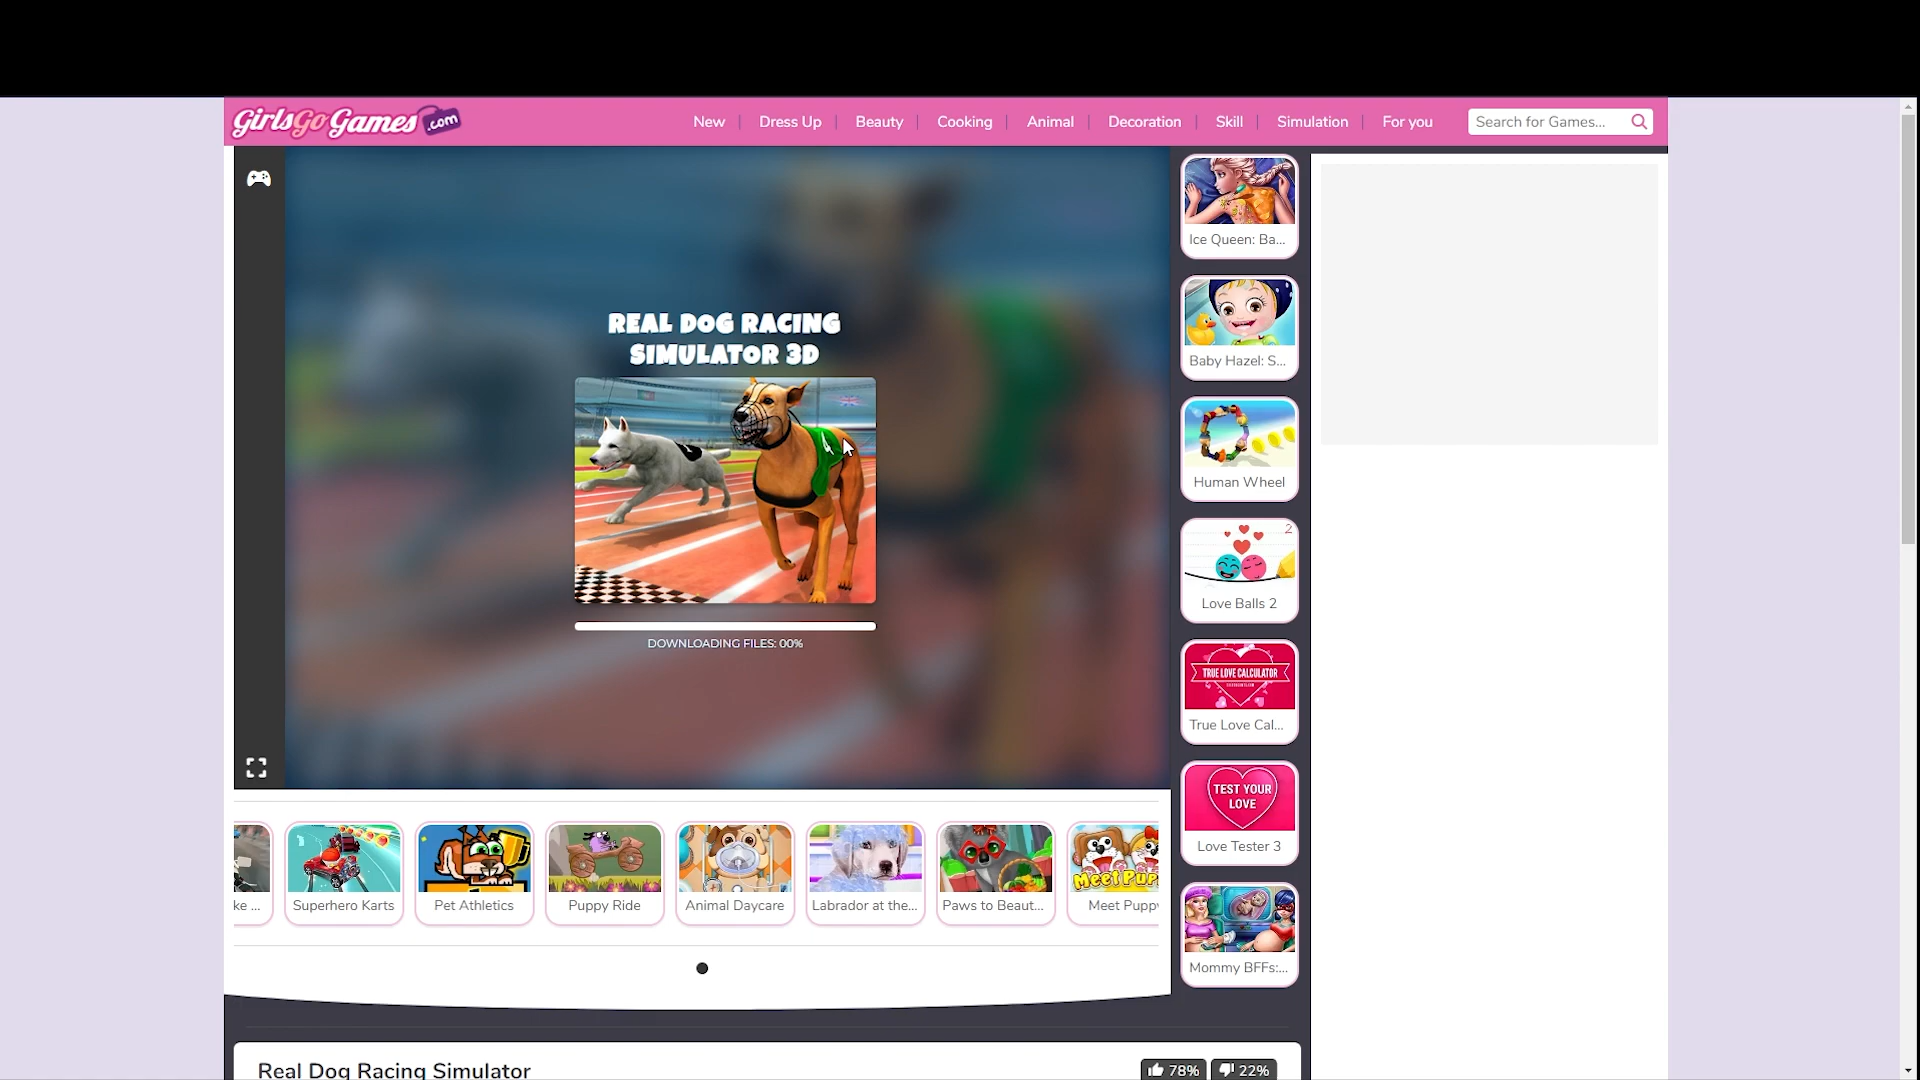 GirlsGoGames.com
New
Dress Up
Beauty
Cooking
Animal
Decoration
Skill
Simulation
For you
Search for Games...
REAL DOG RACING
SIMULATOR 3D
DOWNLOADING FILES: 00%
Ice Queen: Ba...
Baby Hazel: S...
Human Wheel
2
Love Balls 2
TRUE LOVE CALCULATOR
True Love Cal...
TEST YOUR
LOVE
Love Tester 3
Mommy BFFs:...
ke ...
Superhero Karts
Pet Athletics
Puppy Ride
Animal Daycare
Labrador at the...
Paws to Beaut...
Meet Pup
Meet Puppy
Real Dog Racing Simulator
78%
22%